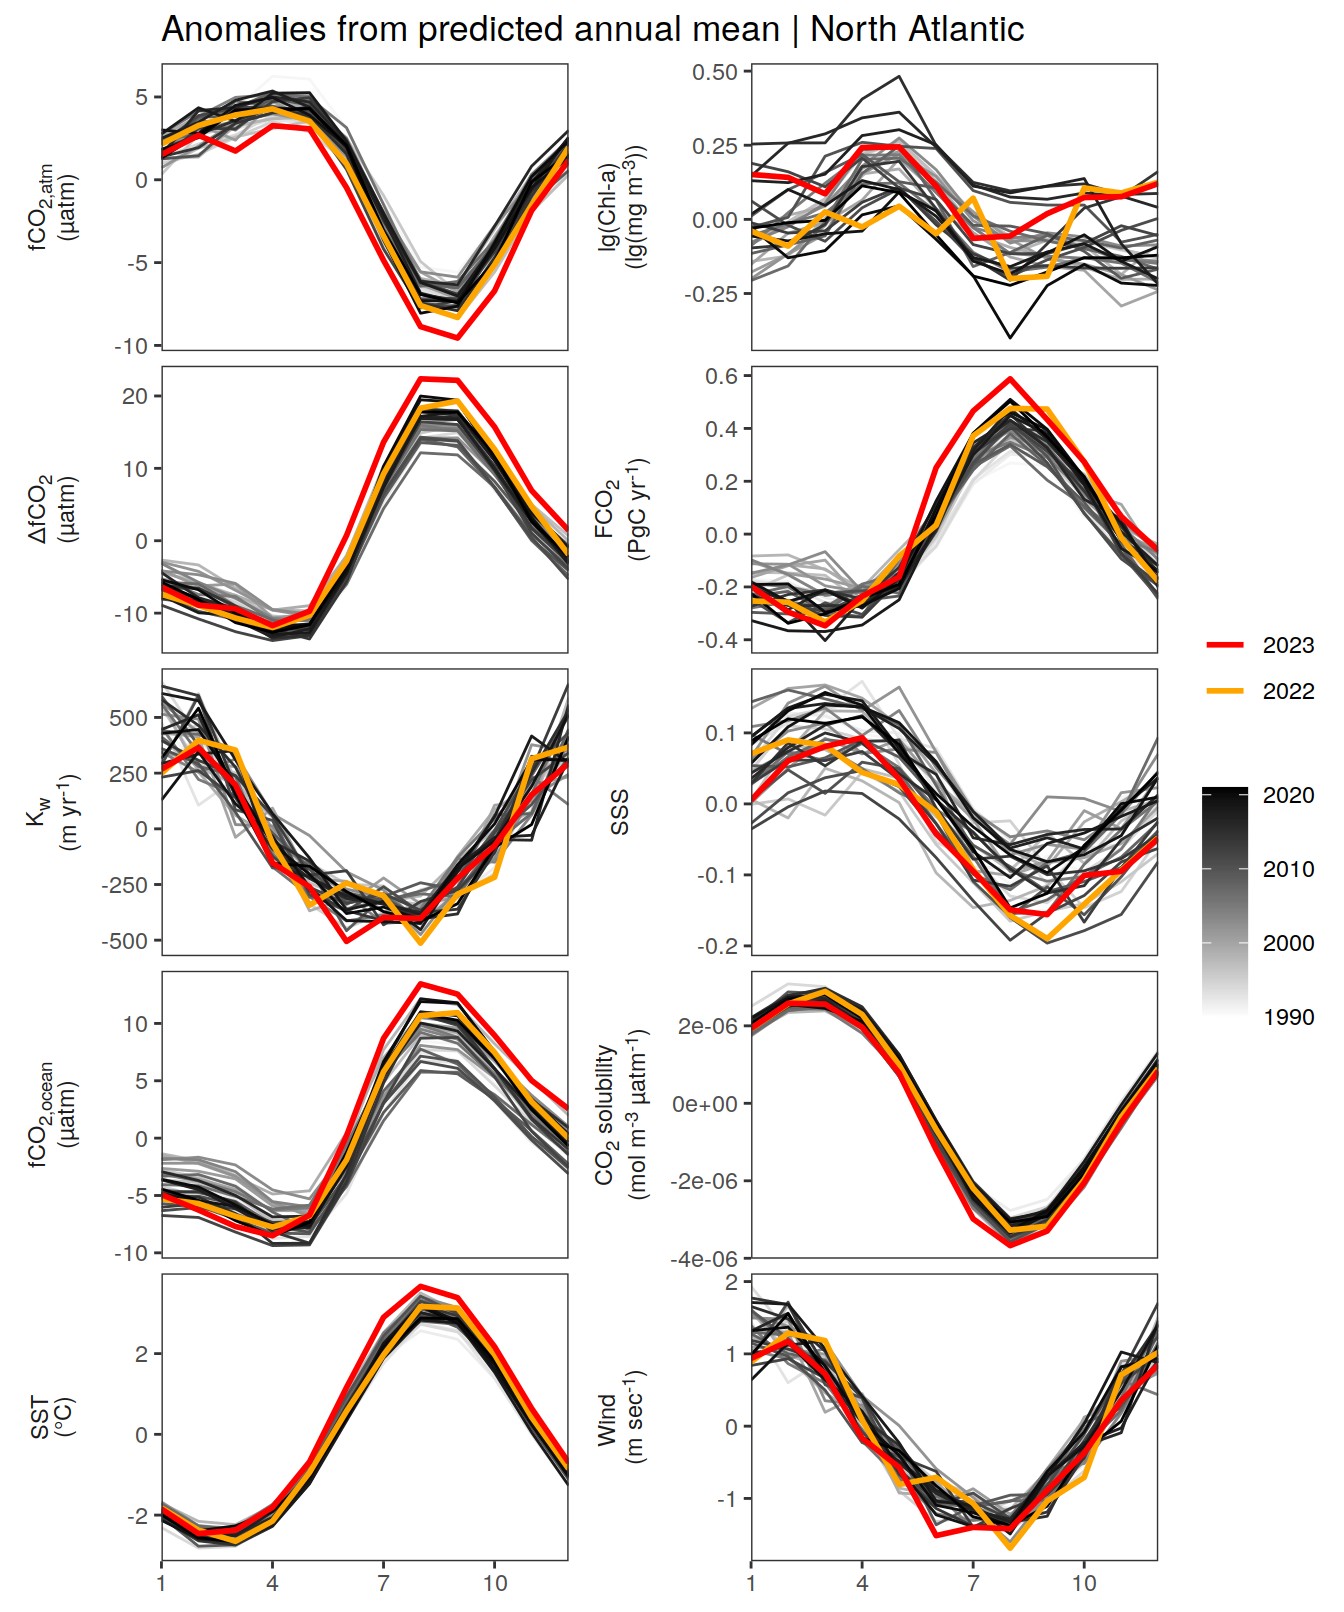 Anomalies from predicted annual mean | North Atlantic
fCO2,atm
(µatm)
5
0
-5
-10
lg(Chl-a)
(lg(mg m-3))
0.50
0.25
0.00
-0.25
ΔfCO2
(µatm)
20
10
0
-10
FCO2
(PgC yr-1)
0.6
0.4
0.2
0.0
-0.2
-0.4
Kw
(m yr-1)
500
250
0
-250
-500
SSS
0.1
0.0
-0.1
-0.2
fCO2,ocean
(µatm)
10
5
0
-5
-10
CO2 solubility
(mol m-3 µatm-1)
2e-06
0e+00
-2e-06
-4e-06
SST
(°C)
2
0
-2
1
4
7
10
Wind
(m sec-1)
2
1
0
-1
1
4
7
10
2023
2022
2020
2010
2000
1990